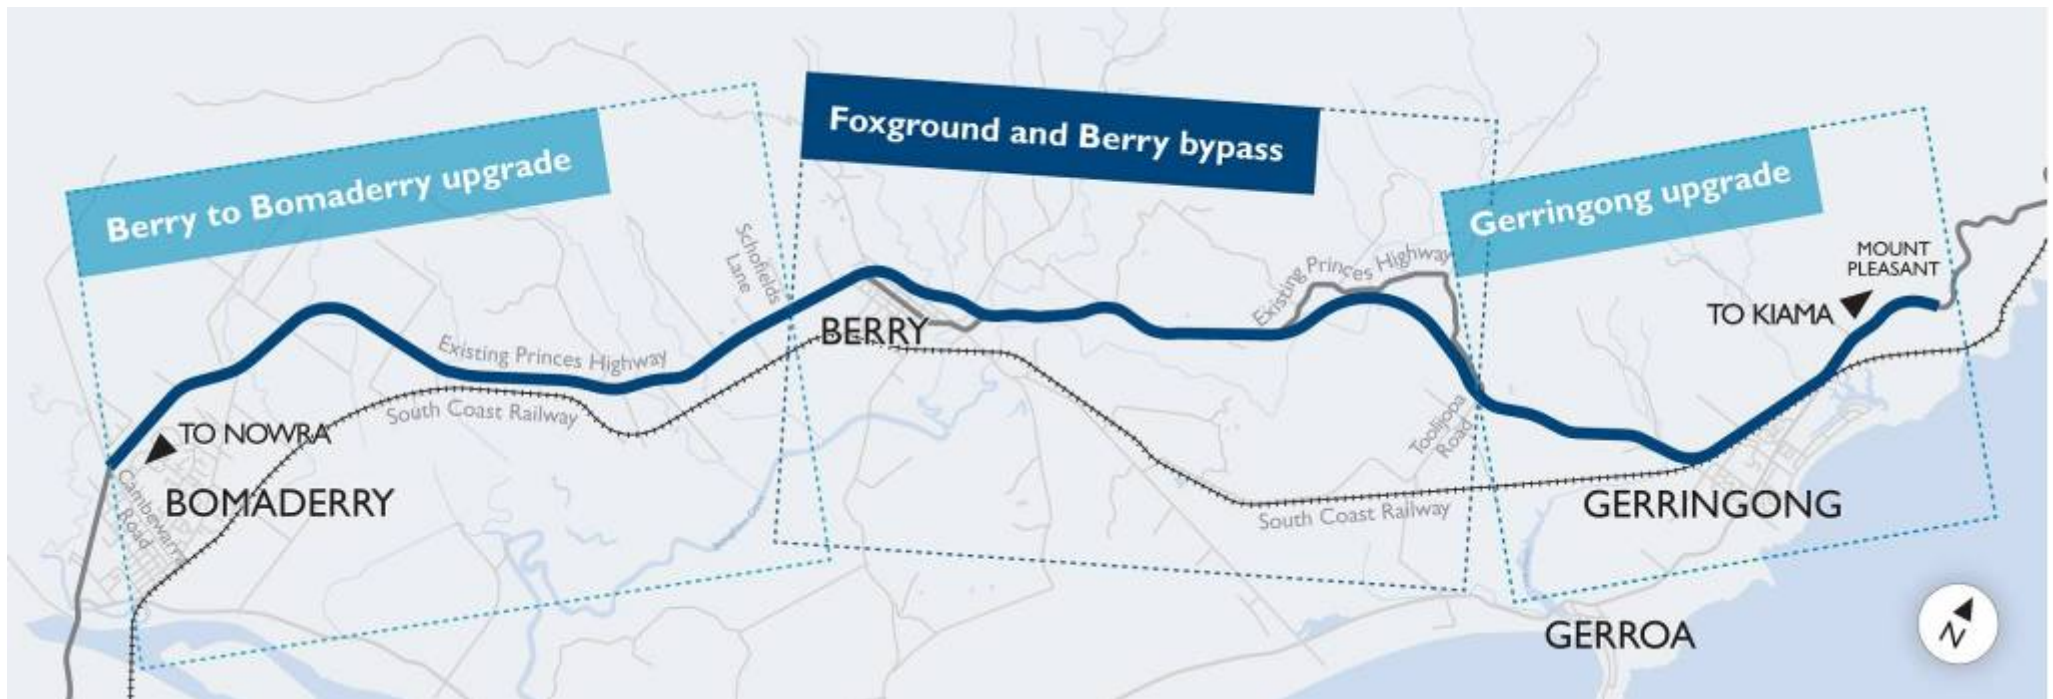 Berry to Bomaderry upgrade
Foxground and Berry bypass
Gerringong upgrade
Schofields
Lane
Existing Princes Highway
MOUNT
PLEASANT
TO KIAMA
BERRY
Existing Princes Highway
South Coast Railway
TO NOWRA
Toolijooa
Road
Cambewarra
Road
BOMADERRY
South Coast Railway
GERRINGONG
GERROA
N